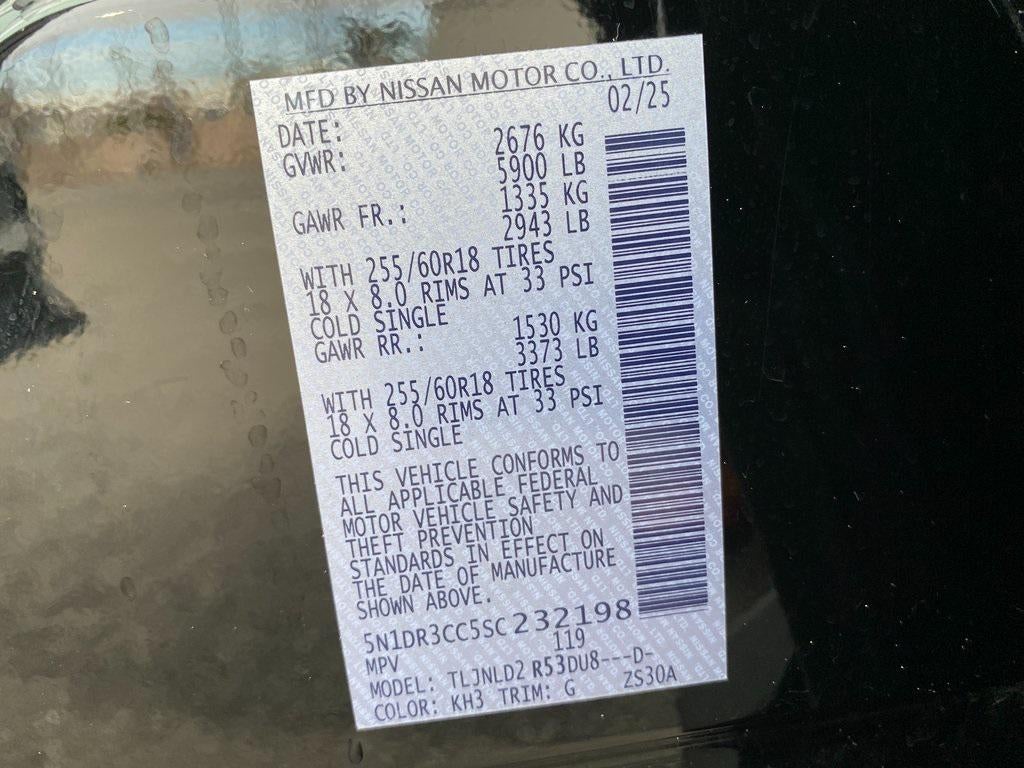 MFD BY NISSAN MOTOR CO., LTD.
DATE: 02/25
GVWR: 2676 KG
5900 LB
GAWR FR.: 1335 KG
2943 LB
WITH 255/60R18 TIRES
18 X 8.0 RIMS AT 33 PSI
COLD SINGLE
GAWR RR.: 1530 KG
3373 LB
WITH 255/60R18 TIRES
18 X 8.0 RIMS AT 33 PSI
COLD SINGLE
THIS VEHICLE CONFORMS TO
ALL APPLICABLE FEDERAL
MOTOR VEHICLE SAFETY AND
THEFT PREVENTION
STANDARDS IN EFFECT ON
THE DATE OF MANUFACTURE
SHOWN ABOVE.
5N1DR3CC5SC232198
MPV 119
MODEL: TLJNLD2 R53DU8---D-
COLOR: KH3 TRIM: G ZS30A